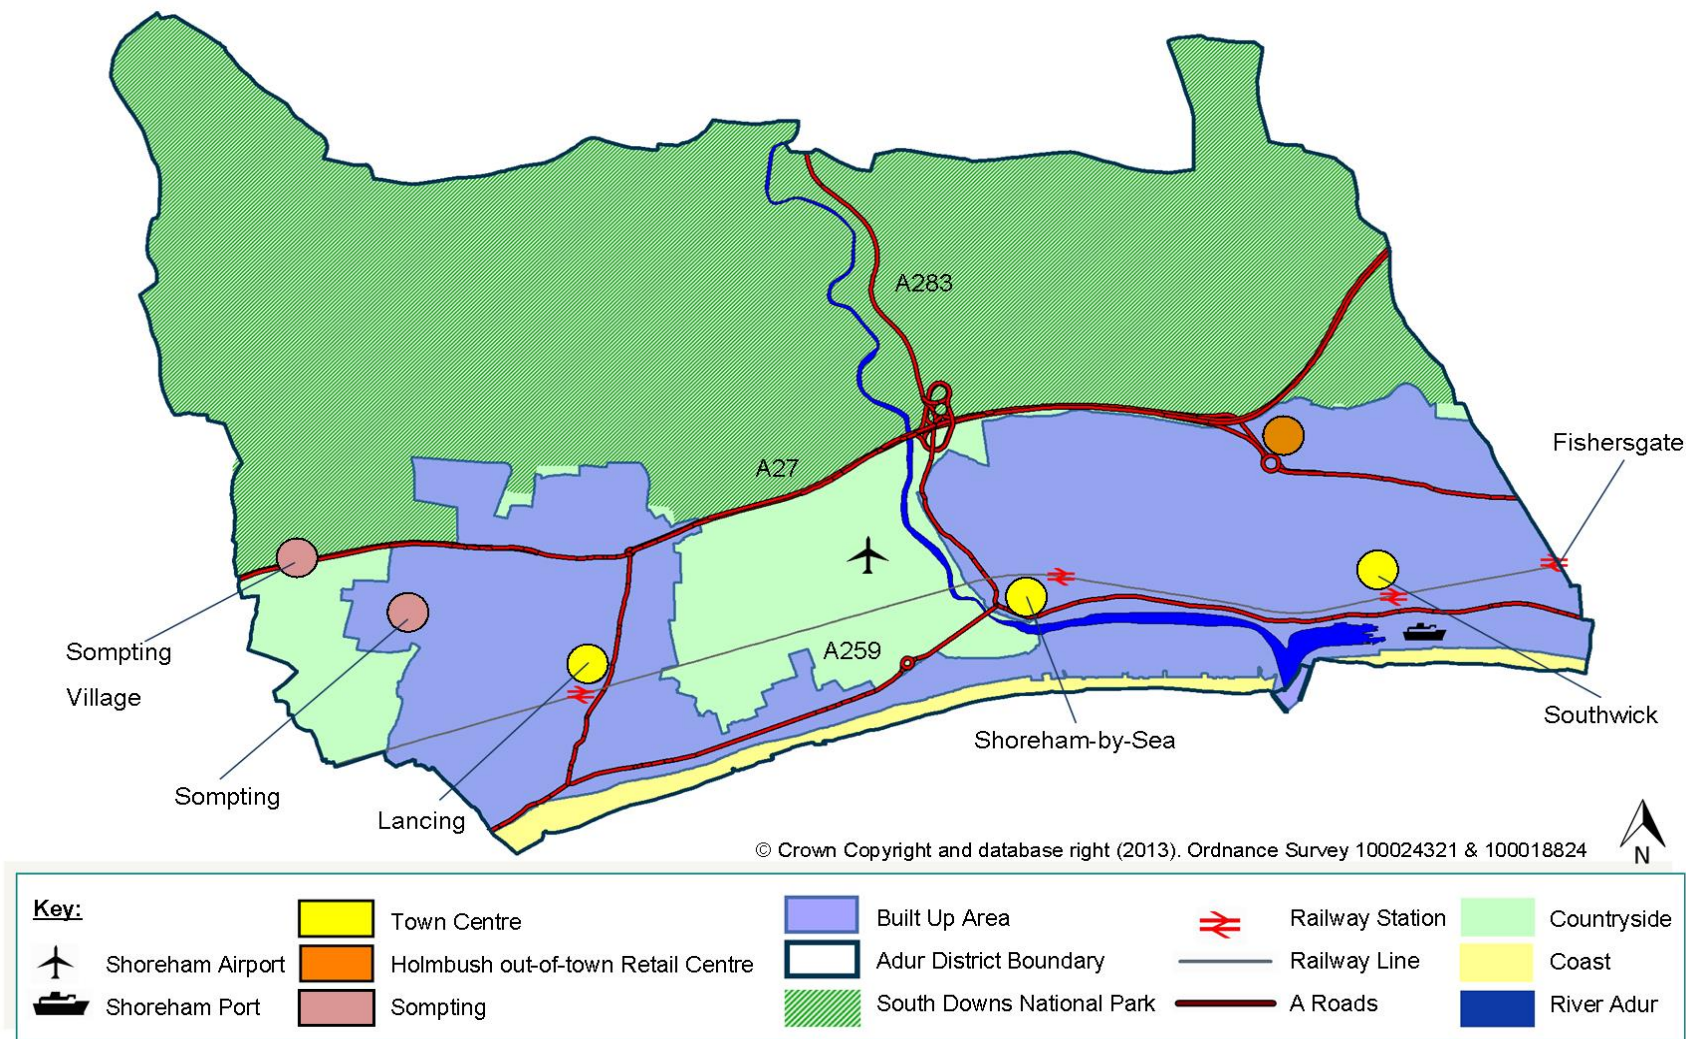 A283
A27
Fishersgate
Sompting
Village
A259
Southwick
Shoreham-by-Sea
Sompting
Lancing
© Crown Copyright and database right (2013). Ordnance Survey 100024321 & 100018824
N
Key:
Shoreham Airport
Shoreham Port
Town Centre
Holmbush out-of-town Retail Centre
Sompting
Built Up Area
Adur District Boundary
South Downs National Park
Railway Station
Railway Line
A Roads
Countryside
Coast
River Adur